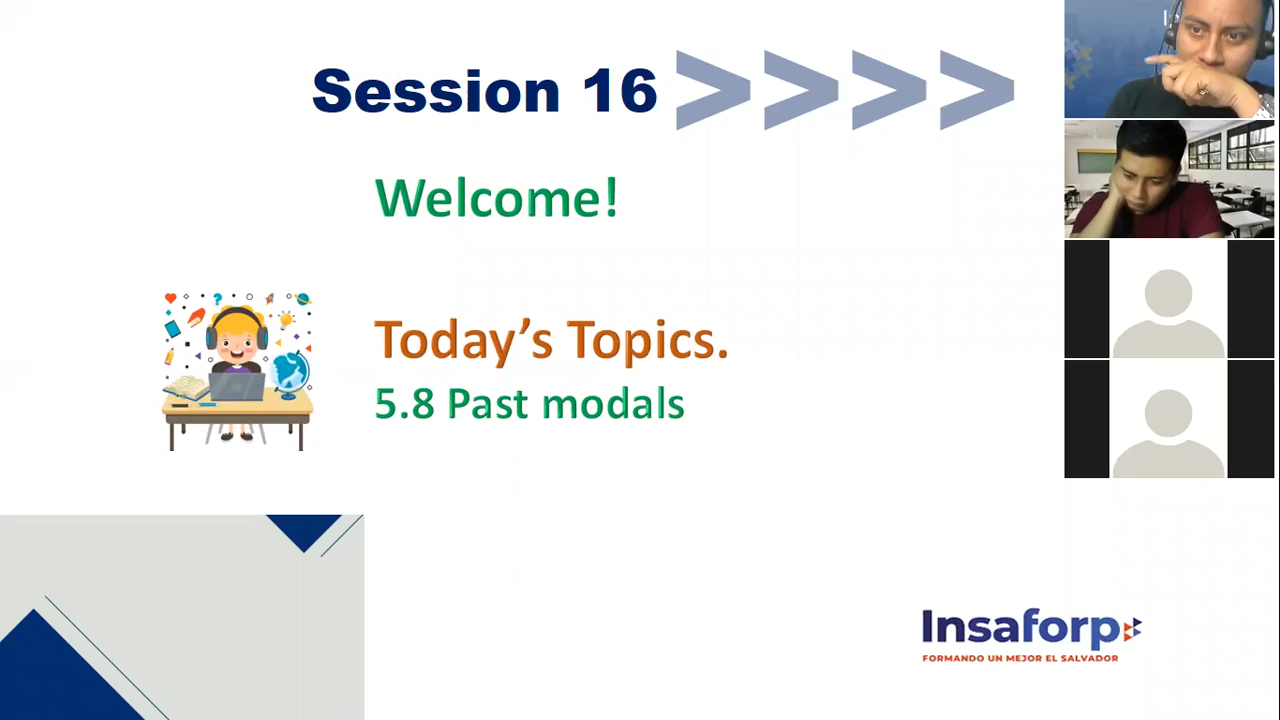 Session 16
Welcome!
Today's Topics.
5.8 Past modals
Insaforp
FORMANDO UN MEJOR EL SALVADOR